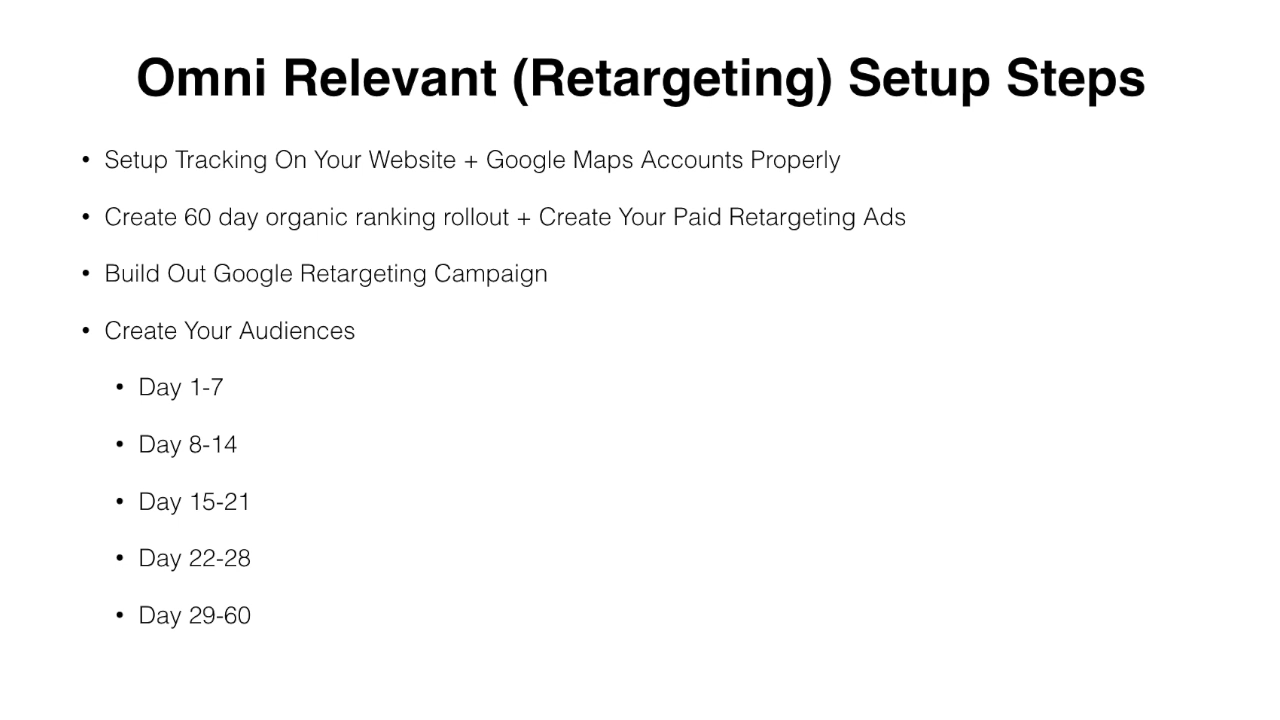 Omni Relevant (Retargeting) Setup Steps
• Setup Tracking On Your Website + Google Maps Accounts Properly
• Create 60 day organic ranking rollout + Create Your Paid Retargeting Ads
• Build Out Google Retargeting Campaign
• Create Your Audiences
• Day 1-7
• Day 8-14
• Day 15-21
• Day 22-28
• Day 29-60